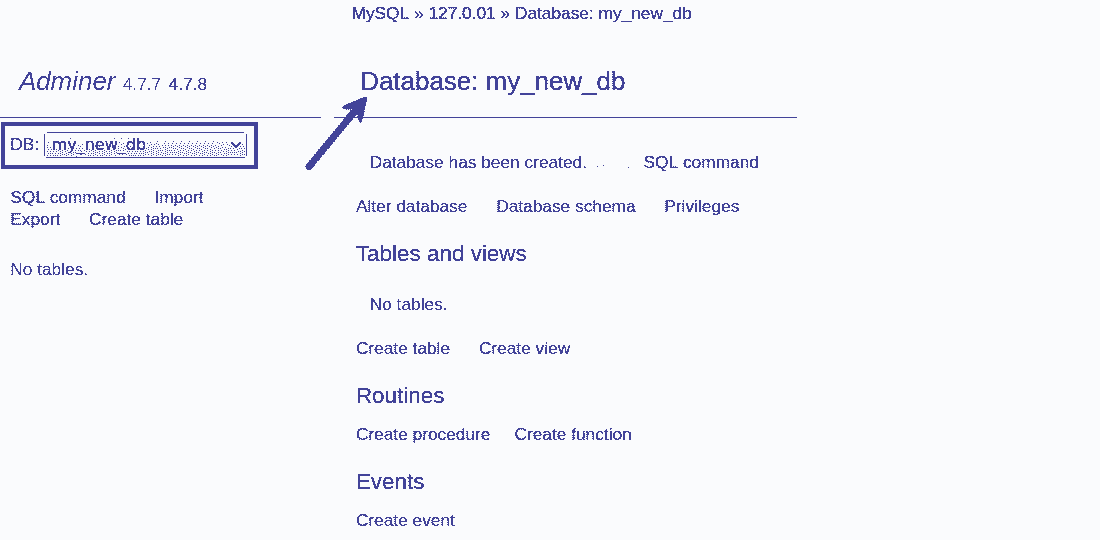 MySQL » 127.0.01 » Database: my_new_db
Adminer 4.7.7 4.7.8
Database: my_new_db
DB: my_new_db
Database has been created. SQL command
SQL command Import
Export Create table
No tables.
Alter database Database schema Privileges
Tables and views
No tables.
Create table Create view
Routines
Create procedure Create function
Events
Create event